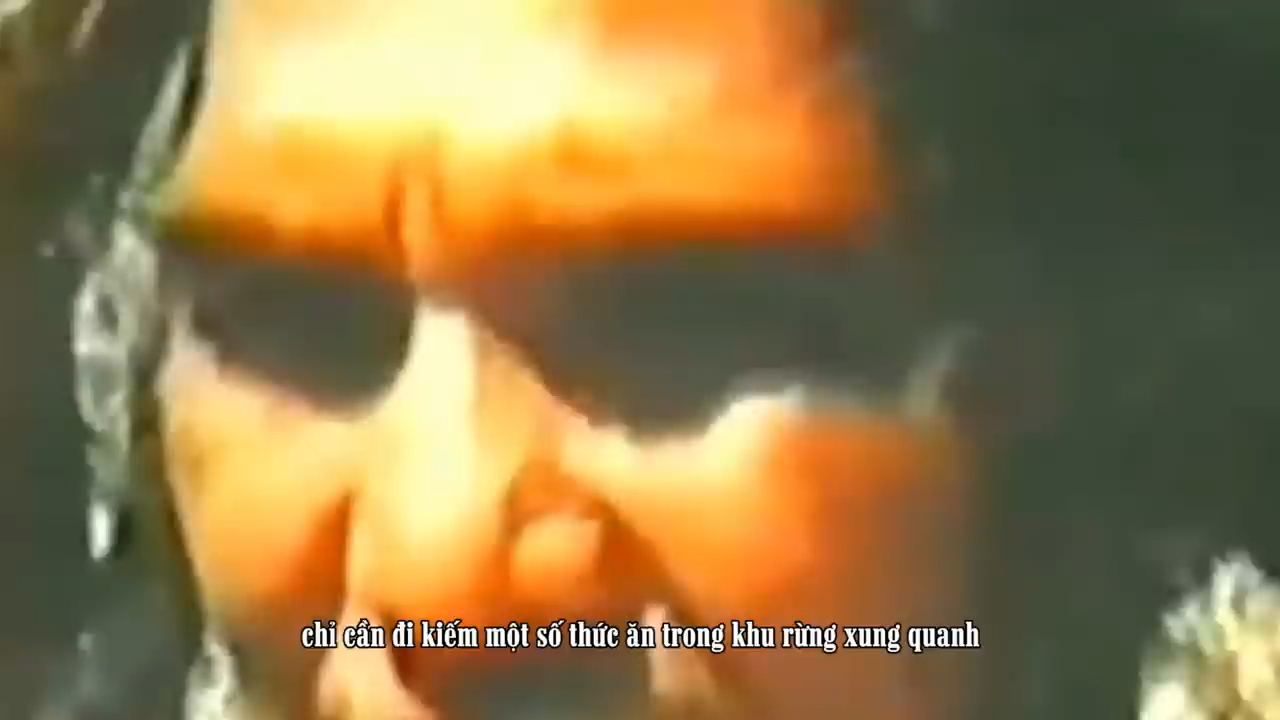 chỉ cần đi kiếm một số thức ăn trong khu rừng xung quanh